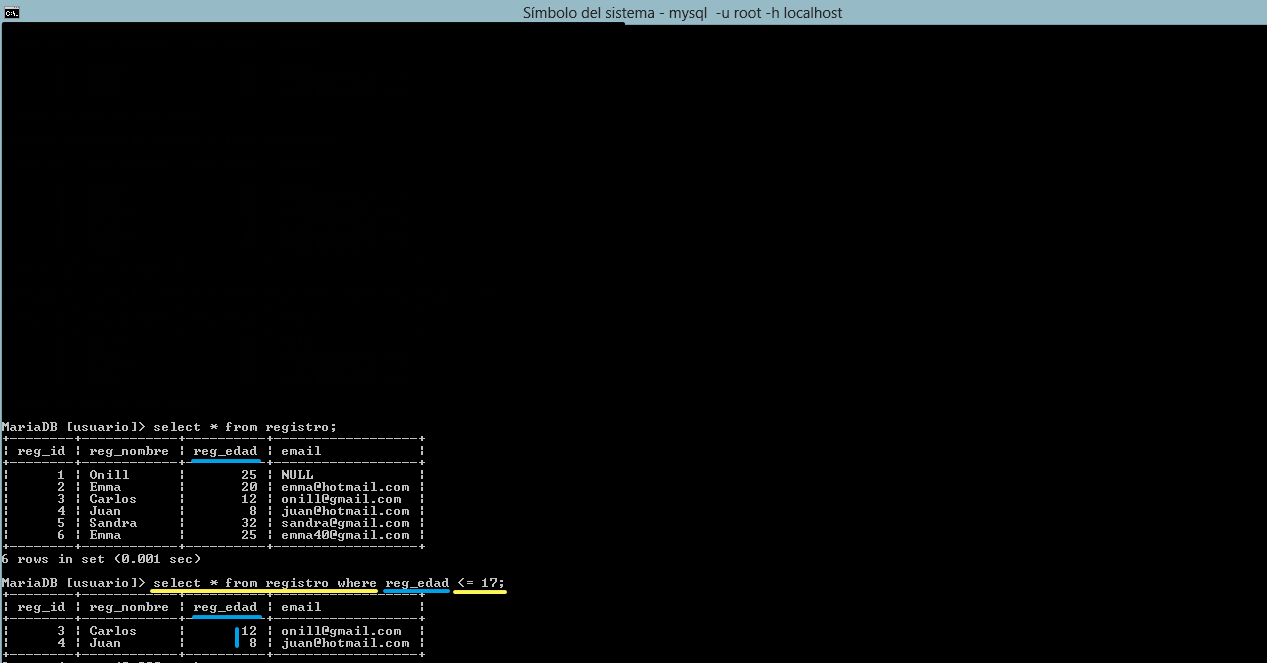 Símbolo del sistema - mysql -u root -h localhost
MariaDB [usuario]> select * from registro;
| reg_id | reg_nombre | reg_edad | email |
| 1 | Onill | 25 | NULL |
| 2 | Emma | 20 | emma@hotmail.com |
| 3 | Carlos | 12 | onill@gmail.com |
| 4 | Juan | 8 | juan@hotmail.com |
| 5 | Sandra | 32 | sandra@gmail.com |
| 6 | Emma | 25 | emma40@gmail.com |
6 rows in set (0.001 sec)
MariaDB [usuario]> select * from registro where reg_edad <= 17;
| reg_id | reg_nombre | reg_edad | email |
| 3 | Carlos | 12 | onill@gmail.com |
| 4 | Juan | 8 | juan@hotmail.com |